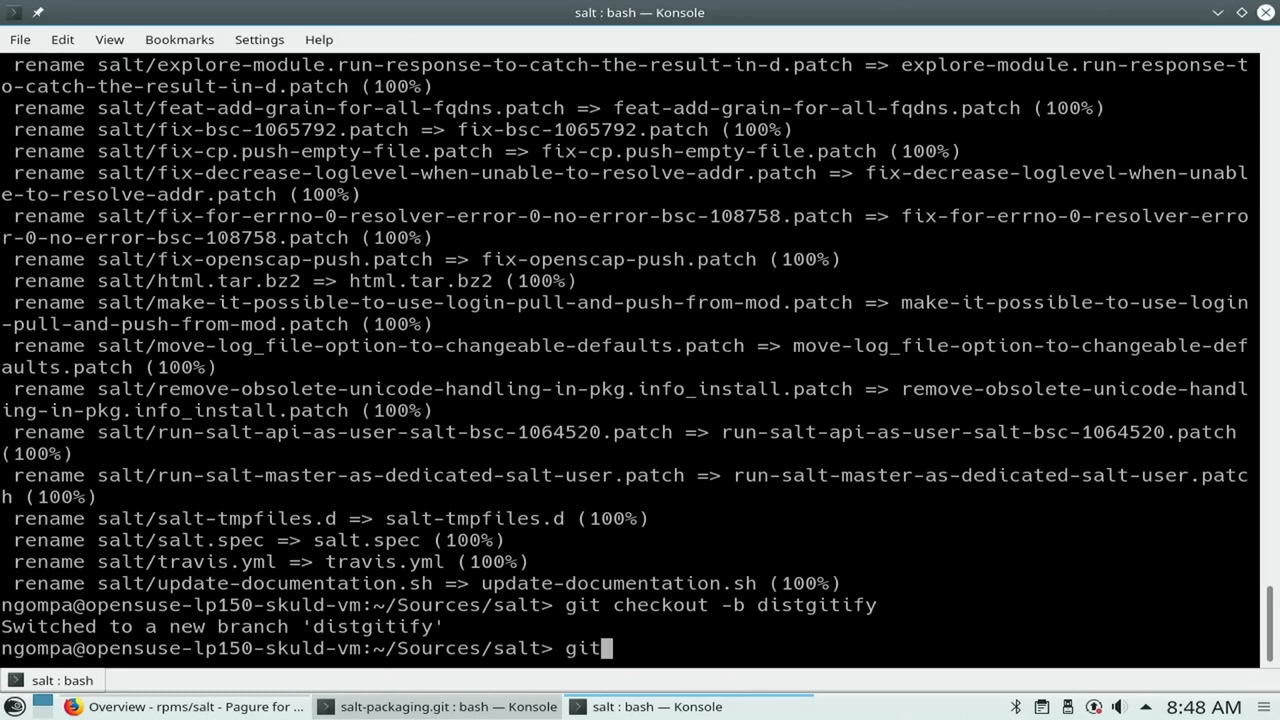 salt : bash — Konsole
File Edit View Bookmarks Settings Help
rename salt/explore-module.run-response-to-catch-the-result-in-d.patch => explore-module.run-response-t
o-catch-the-result-in-d.patch (100%)
rename salt/feat-add-grain-for-all-fqdns.patch => feat-add-grain-for-all-fqdns.patch (100%)
rename salt/fix-bsc-1065792.patch => fix-bsc-1065792.patch (100%)
rename salt/fix-cp.push-empty-file.patch => fix-cp.push-empty-file.patch (100%)
rename salt/fix-decrease-loglevel-when-unable-to-resolve-addr.patch => fix-decrease-loglevel-when-unabl
e-to-resolve-addr.patch (100%)
rename salt/fix-for-errno-0-resolver-error-0-no-error-bsc-108758.patch => fix-for-errno-0-resolver-erro
r-0-no-error-bsc-108758.patch (100%)
rename salt/fix-openscap-push.patch => fix-openscap-push.patch (100%)
rename salt/html.tar.bz2 => html.tar.bz2 (100%)
rename salt/make-it-possible-to-use-login-pull-and-push-from-mod.patch => make-it-possible-to-use-login
-pull-and-push-from-mod.patch (100%)
rename salt/move-log_file-option-to-changeable-defaults.patch => move-log_file-option-to-changeable-def
aults.patch (100%)
rename salt/remove-obsolete-unicode-handling-in-pkg.info_install.patch => remove-obsolete-unicode-handl
ing-in-pkg.info_install.patch (100%)
rename salt/run-salt-api-as-user-salt-bsc-1064520.patch => run-salt-api-as-user-salt-bsc-1064520.patch
(100%)
rename salt/run-salt-master-as-dedicated-salt-user.patch => run-salt-master-as-dedicated-salt-user.patc
h (100%)
rename salt/salt-tmpfiles.d => salt-tmpfiles.d (100%)
rename salt/salt.spec => salt.spec (100%)
rename salt/travis.yml => travis.yml (100%)
rename salt/update-documentation.sh => update-documentation.sh (100%)
ngompa@opensuse-lp150-skuld-vm:~/Sources/salt> git checkout -b distgitify
Switched to a new branch 'distgitify'
ngompa@opensuse-lp150-skuld-vm:~/Sources/salt> git
salt : bash
Overview - rpms/salt - Pagure for ... salt-packaging.git : bash — Konsole salt : bash — Konsole 8:48 AM